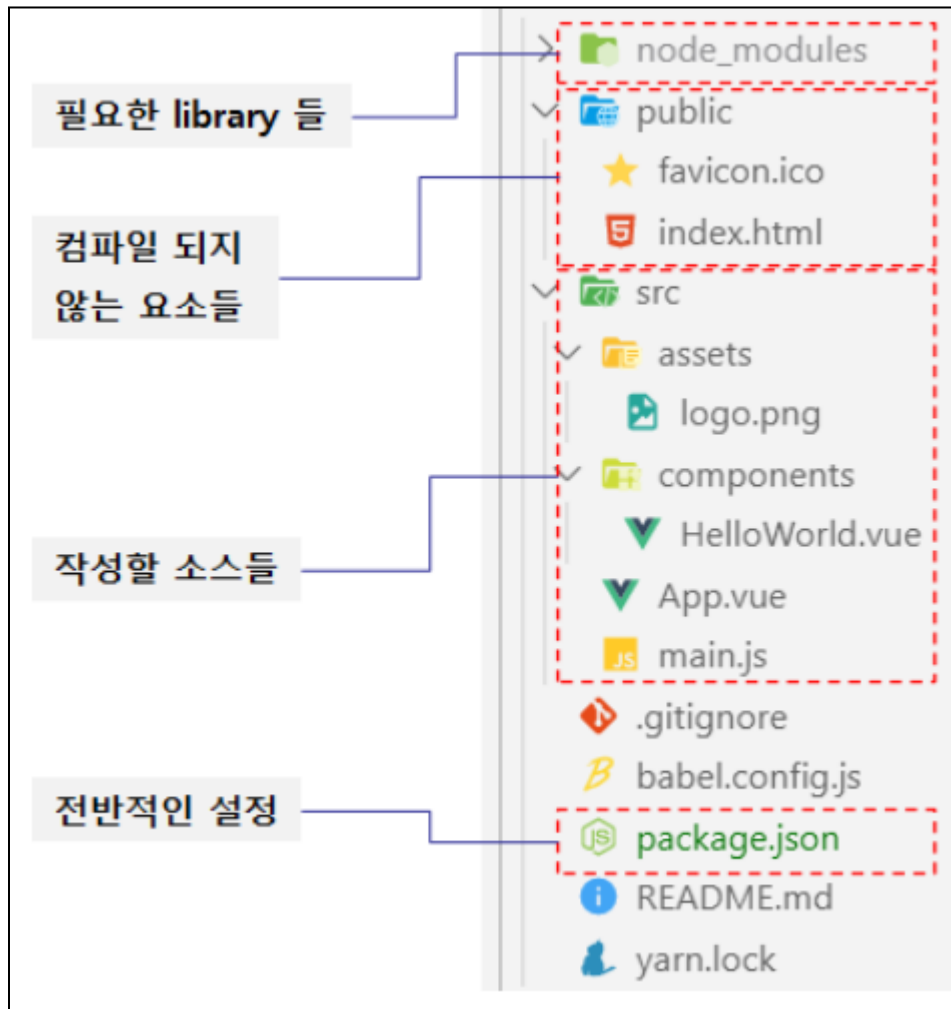 node_modules
필요한 library 들
public
favicon.ico
index.html
컴파일 되지
않는 요소들
src
assets
logo.png
components
HelloWorld.vue
작성할 소스들
App.vue
main.js
.gitignore
babel.config.js
전반적인 설정
package.json
README.md
yarn.lock